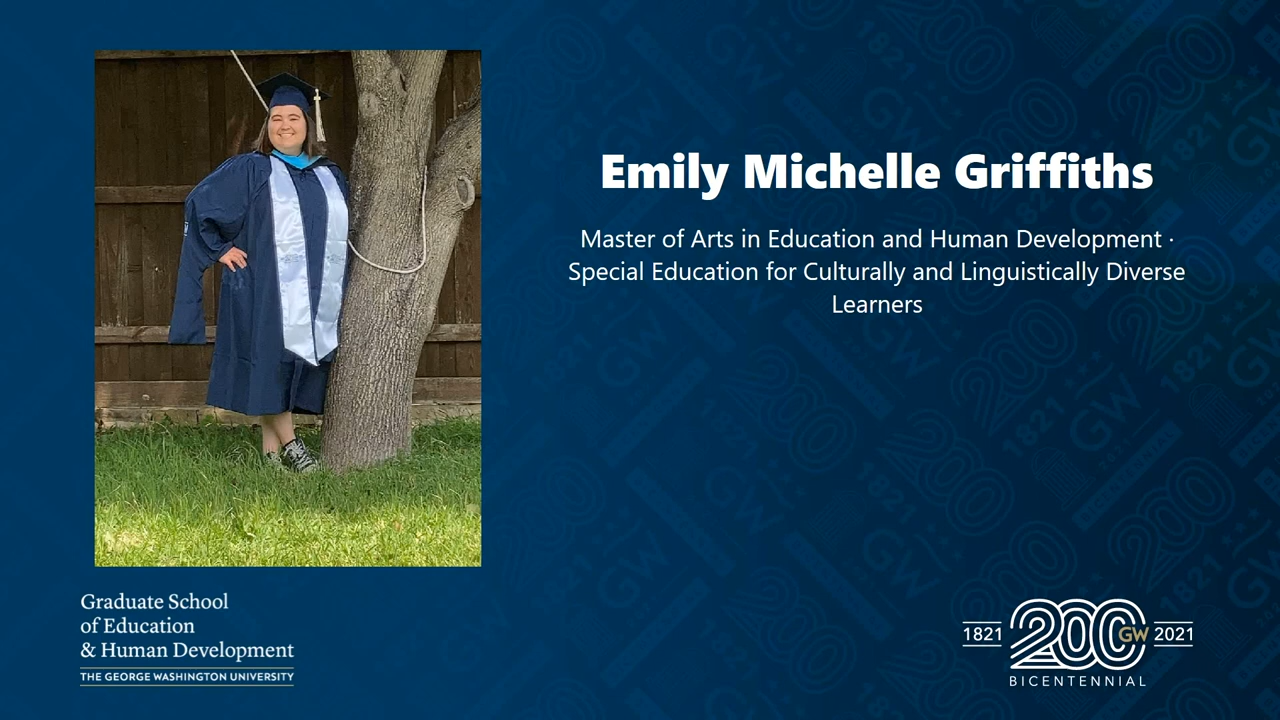 Emily Michelle Griffiths
Master of Arts in Education and Human Development ·
Special Education for Culturally and Linguistically Diverse
Learners
Graduate School
of Education
& Human Development
THE GEORGE WASHINGTON UNIVERSITY
1821 200 GW 2021
BICENTENNIAL